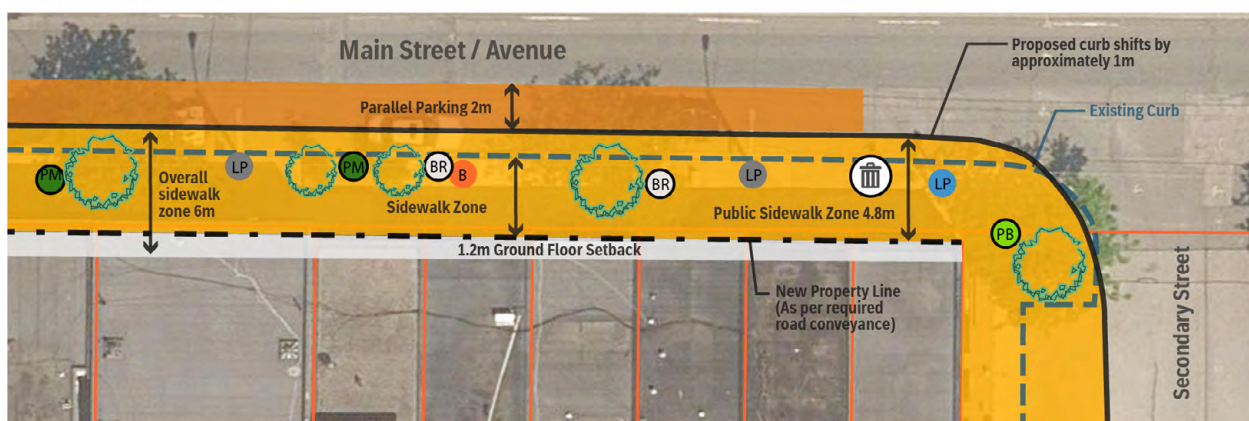 Main Street / Avenue
Proposed curb shifts by
approximately 1m
Parallel Parking 2m
Existing Curb
PM
LP
PM
BR
B
BR
LP
LP
Overall
sidewalk
zone 6m
Sidewalk Zone
Public Sidewalk Zone 4.8m
PB
1.2m Ground Floor Setback
New Property Line
(As per required
road conveyance)
Secondary Street